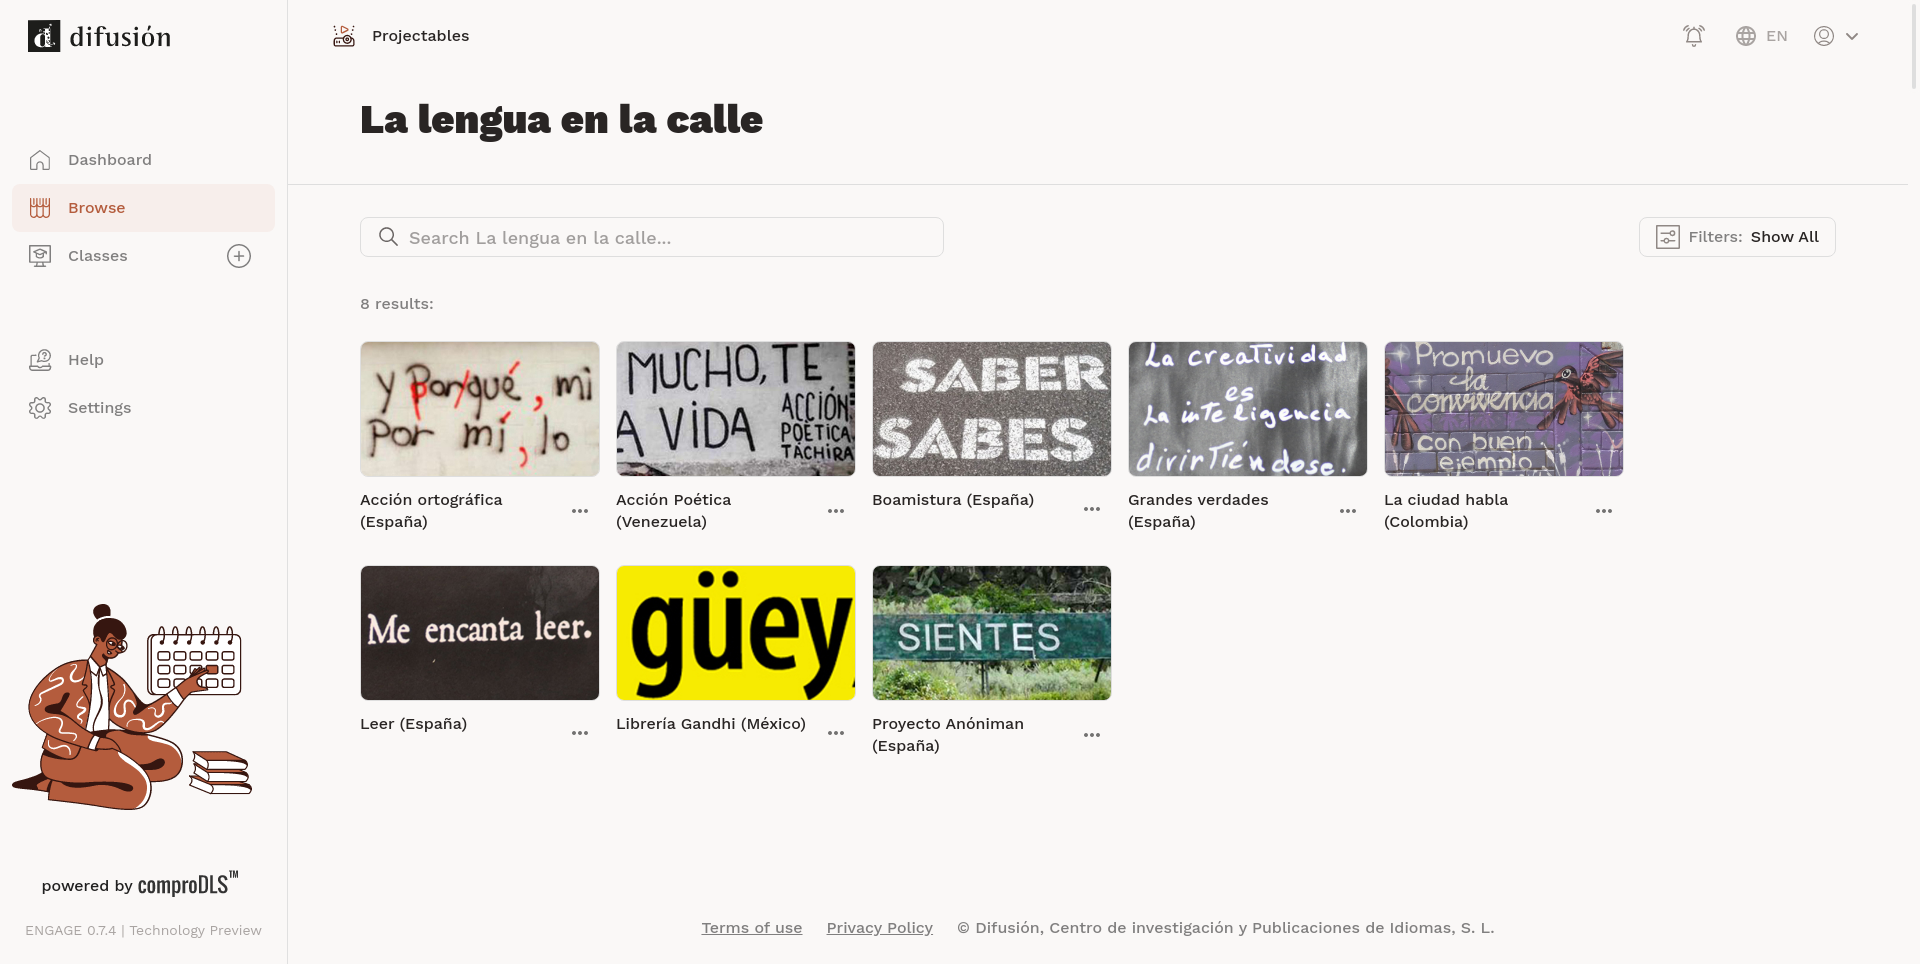 difusión
Projectables
EN
La lengua en la calle
Dashboard
Browse
Classes
Help
Settings
Search La lengua en la calle...
Filters: Show All
8 results:
y por/qué, mi
por mí, lo
MUCHO, TE
A VIDA
ACCIÓN
POÉTICA
TÁCHIRA
SABER
SABES
La creatividad
es
la inteligencia
divirtiéndose.
Promuevo
la
convivencia
con buen
ejemplo
Acción ortográfica
(España)
Acción Poética
(Venezuela)
Boamistura (España)
Grandes verdades
(España)
La ciudad habla
(Colombia)
Me encanta leer.
güey
SIENTES
Leer (España)
Librería Gandhi (México)
Proyecto Anóniman
(España)
powered by comproDLS™
ENGAGE 0.7.4 | Technology Preview
Terms of use
Privacy Policy
© Difusión, Centro de investigación y Publicaciones de Idiomas, S. L.